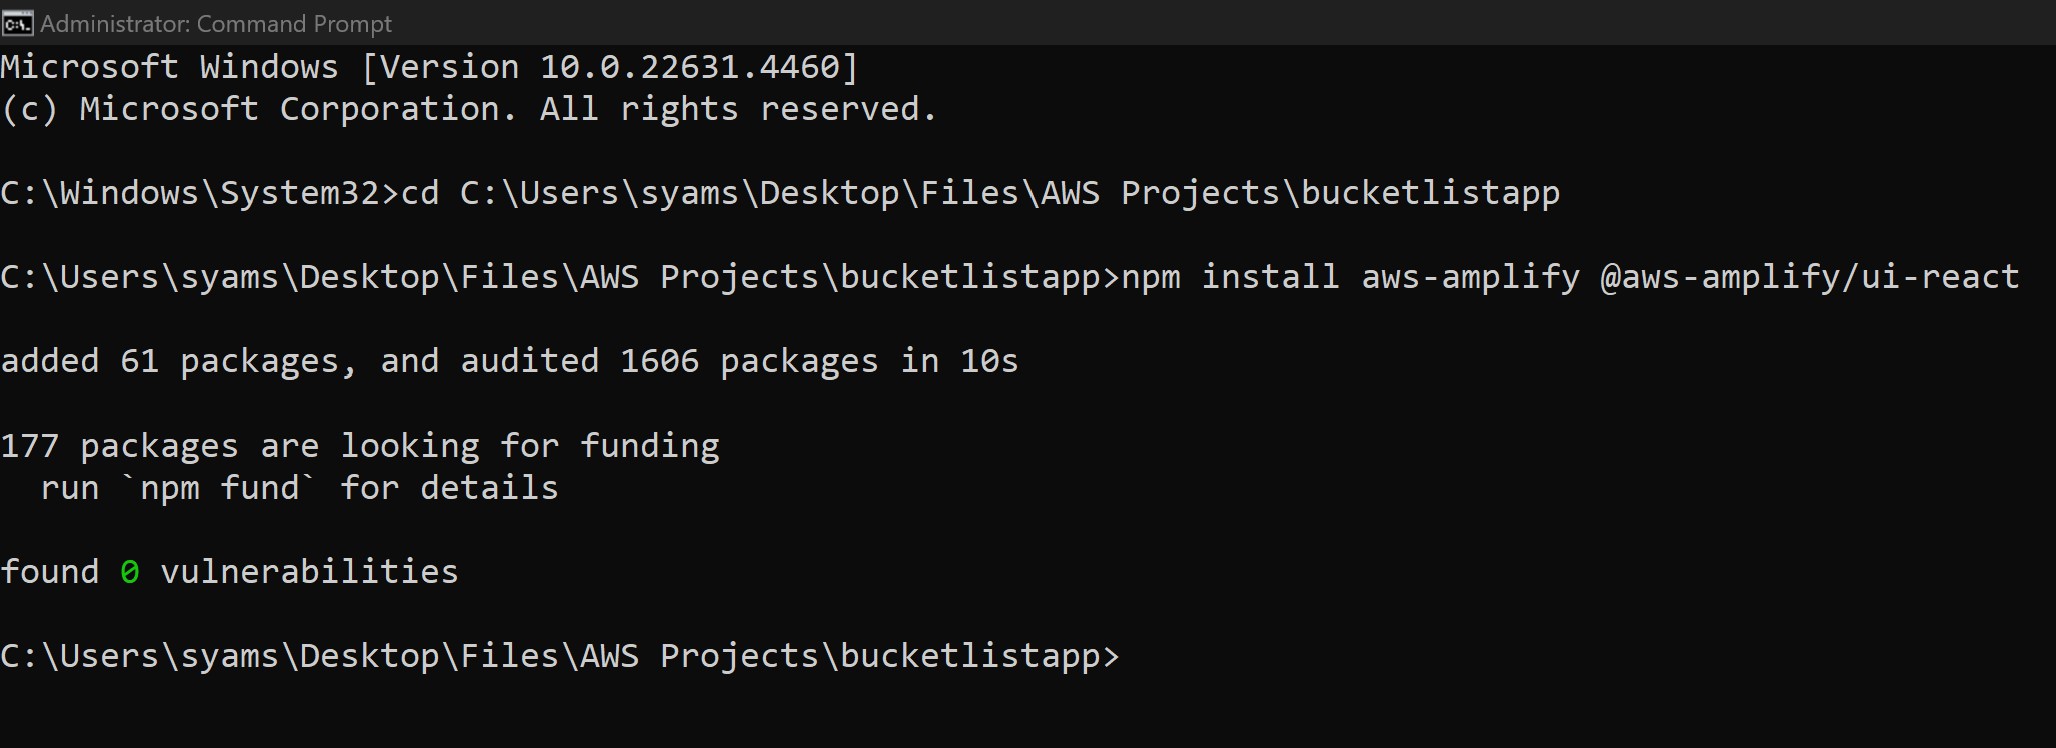 Administrator: Command Prompt
Microsoft Windows [Version 10.0.22631.4460]
(c) Microsoft Corporation. All rights reserved.
C:\Windows\System32>cd C:\Users\syams\Desktop\Files\AWS Projects\bucketlistapp
C:\Users\syams\Desktop\Files\AWS Projects\bucketlistapp>npm install aws-amplify @aws-amplify/ui-react
added 61 packages, and audited 1606 packages in 10s
177 packages are looking for funding
  run `npm fund` for details
found 0 vulnerabilities
C:\Users\syams\Desktop\Files\AWS Projects\bucketlistapp>